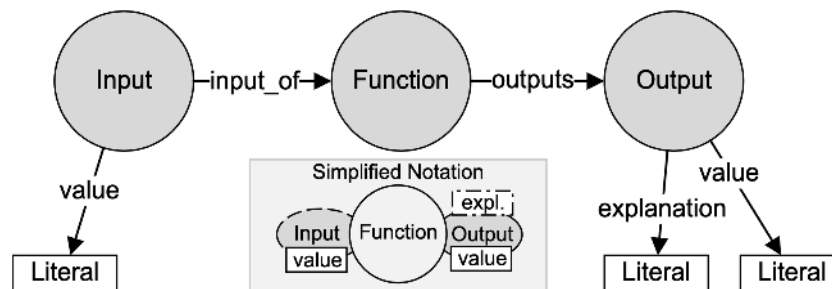 Input
input_of
Function
outputs
Output
value
explanation
value
Literal
Literal
Literal
Simplified Notation
Input
value
Function
expl.
Output
value